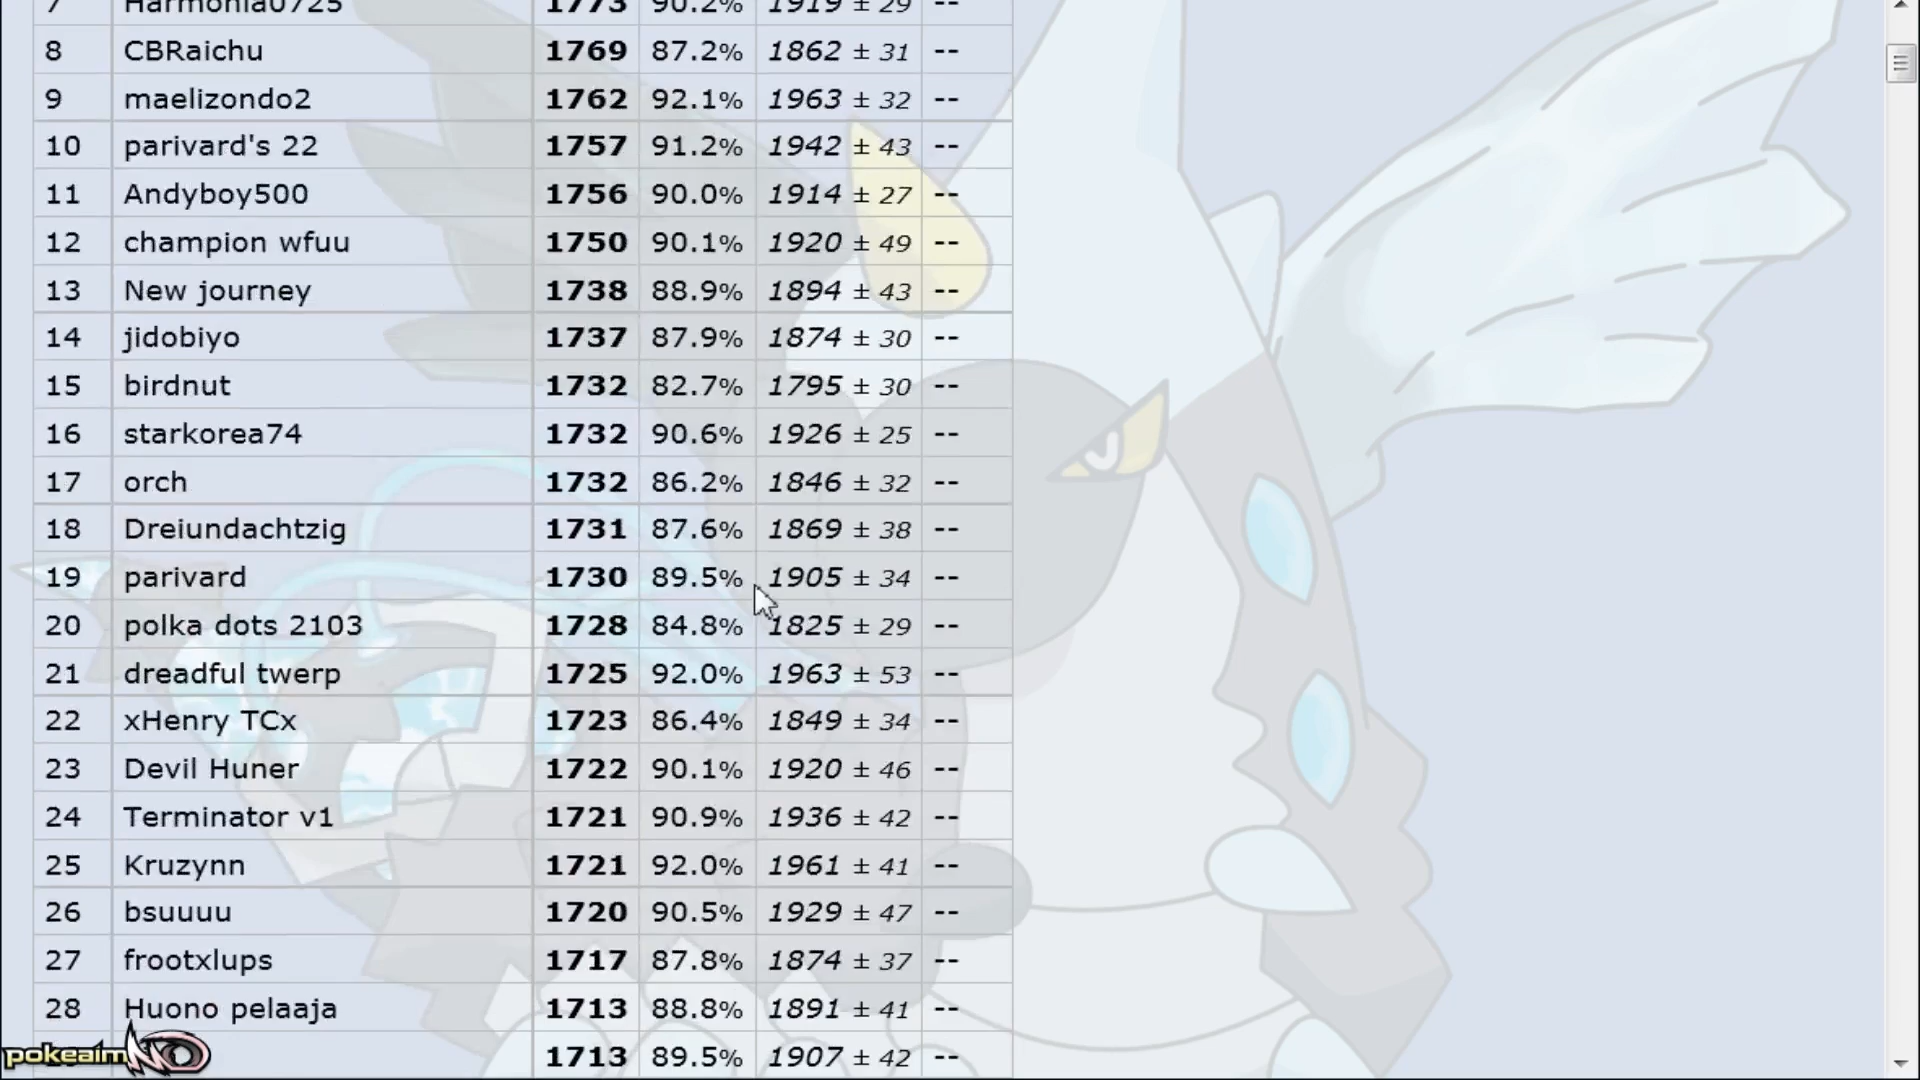 7 Harmonia0725 1773 90.2% 1919 ± 29 --
8 CBRaichu 1769 87.2% 1862 ± 31 --
9 maelizondo2 1762 92.1% 1963 ± 32 --
10 parivard's 22 1757 91.2% 1942 ± 43 --
11 Andyboy500 1756 90.0% 1914 ± 27 --
12 champion wfuu 1750 90.1% 1920 ± 49 --
13 New journey 1738 88.9% 1894 ± 43 --
14 jidobiyo 1737 87.9% 1874 ± 30 --
15 birdnut 1732 82.7% 1795 ± 30 --
16 starkorea74 1732 90.6% 1926 ± 25 --
17 orch 1732 86.2% 1846 ± 32 --
18 Dreiundachtzig 1731 87.6% 1869 ± 38 --
19 parivard 1730 89.5% 1905 ± 34 --
20 polka dots 2103 1728 84.8% 1825 ± 29 --
21 dreadful twerp 1725 92.0% 1963 ± 53 --
22 xHenry TCx 1723 86.4% 1849 ± 34 --
23 Devil Huner 1722 90.1% 1920 ± 46 --
24 Terminator v1 1721 90.9% 1936 ± 42 --
25 Kruzynn 1721 92.0% 1961 ± 41 --
26 bsuuuu 1720 90.5% 1929 ± 47 --
27 frootxlups 1717 87.8% 1874 ± 37 --
28 Huono pelaaja 1713 88.8% 1891 ± 41 --
1713 89.5% 1907 ± 42 --
pokeaimMD